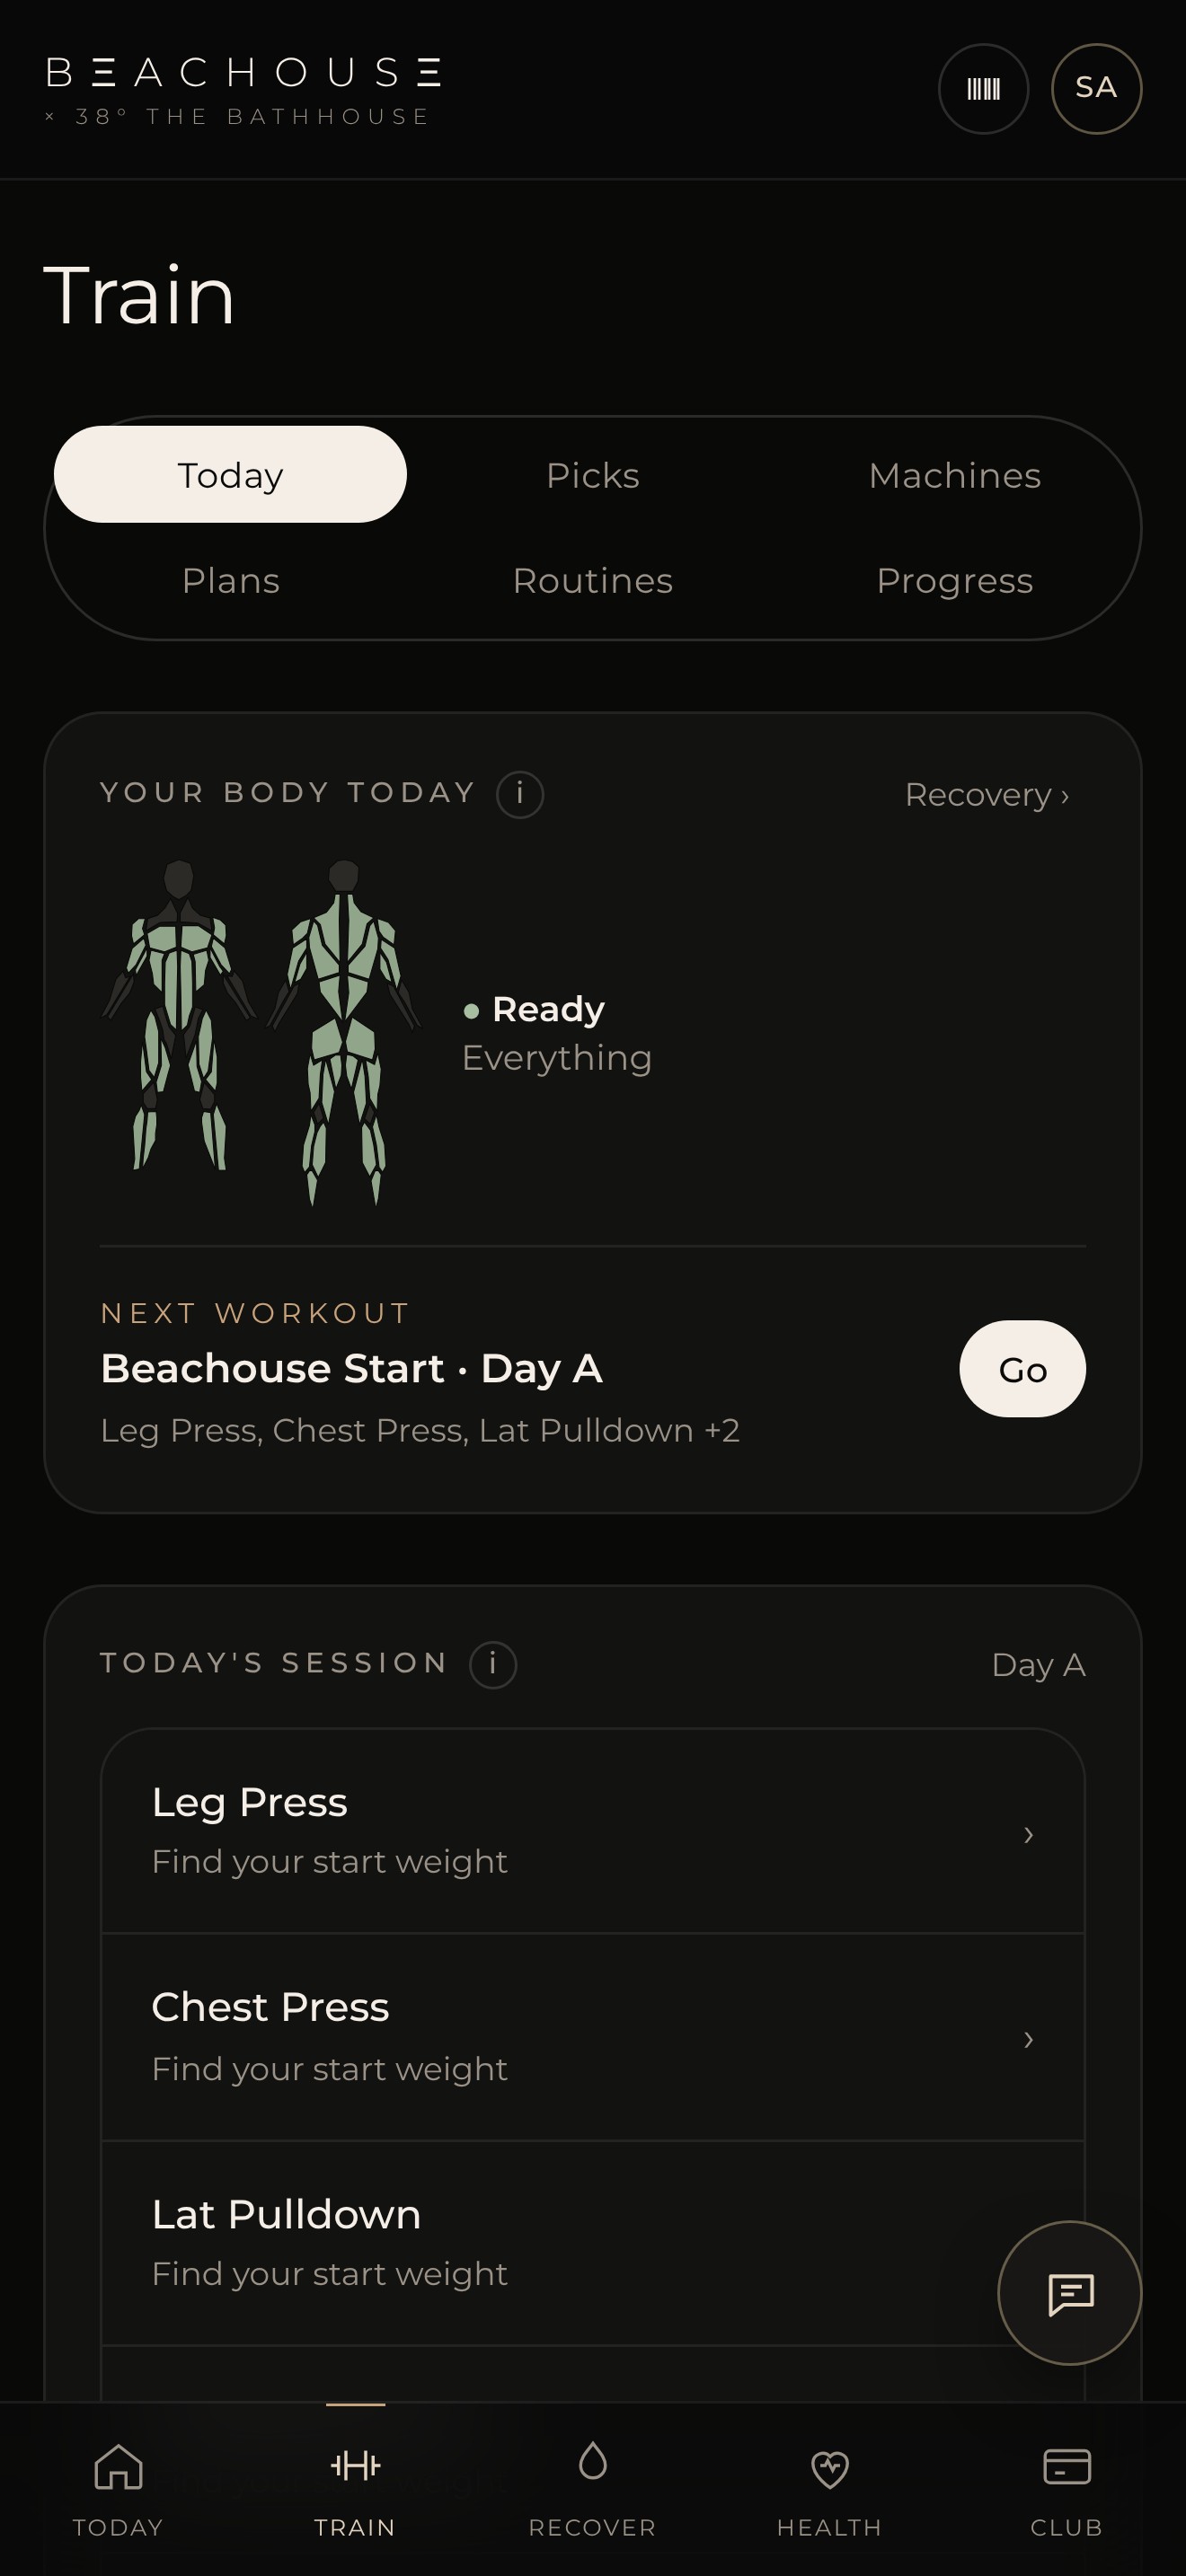 BΞACHOUSΞ
× 38° THE BATHHOUSE
SA
Train
Today
Picks
Machines
Plans
Routines
Progress
YOUR BODY TODAY i
Recovery ›
Ready
Everything
NEXT WORKOUT
Beachouse Start · Day A
Leg Press, Chest Press, Lat Pulldown +2
Go
TODAY'S SESSION i
Day A
Leg Press
Find your start weight
›
Chest Press
Find your start weight
›
Lat Pulldown
Find your start weight
TODAY
TRAIN
RECOVER
HEALTH
CLUB